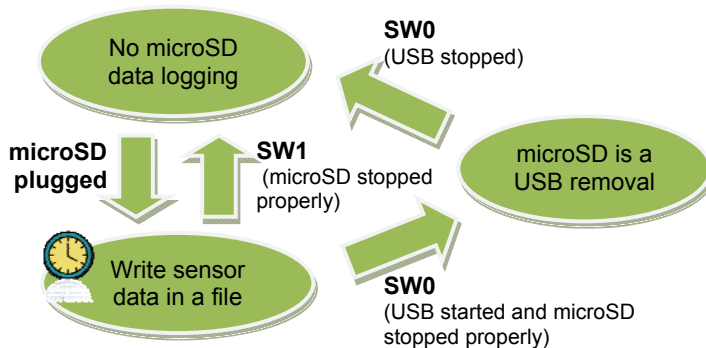 No microSD
data logging
SW0
(USB stopped)
microSD
plugged
SW1
(microSD stopped
properly)
microSD is a
USB removal
Write sensor
data in a file
SW0
(USB started and microSD
stopped properly)